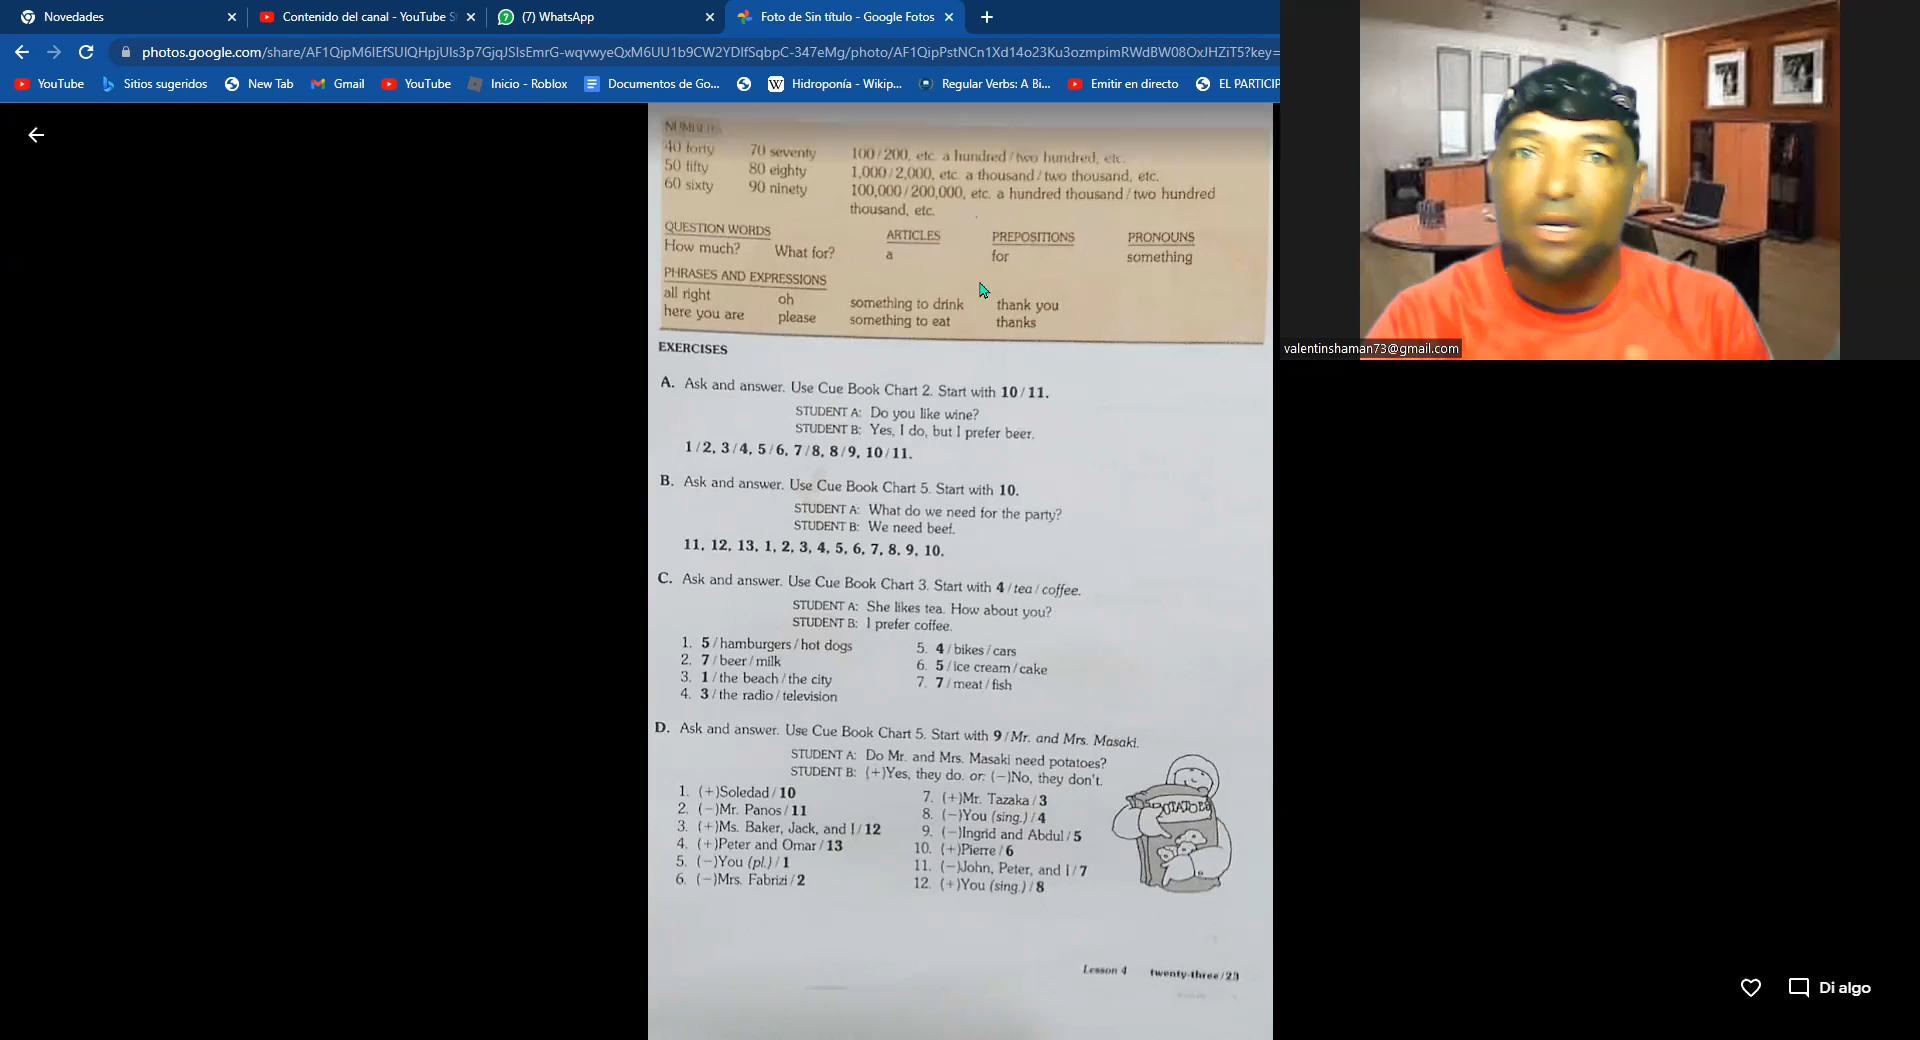 Novedades
Contenido del canal - YouTube S
(7) WhatsApp
Foto de Sin título - Google Fotos
photos.google.com/share/AF1QipM6IEfSUlQHpjUls3p7GjqJSIsEmrG-wqvwyeQxM6UU1b9CW2YDlfSqbpC-347eMg/photo/AF1QipPstNCn1Xd14o23Ku3ozmpimRWdBW08OxJHZiT5?key=
YouTube
Sitios sugeridos
New Tab
Gmail
YouTube
Inicio - Roblox
Documentos de Go...
Hidroponía - Wikip...
Regular Verbs: A Bi...
Emitir en directo
EL PARTICIP
NUMBERS
40 forty 70 seventy 100/200, etc. a hundred/two hundred, etc.
50 fifty 80 eighty 1,000/2,000, etc. a thousand/two thousand, etc.
60 sixty 90 ninety 100,000/200,000, etc. a hundred thousand/two hundred
thousand, etc.
QUESTION WORDS ARTICLES PREPOSITIONS PRONOUNS
How much? What for? a for something
PHRASES AND EXPRESSIONS
all right oh something to drink thank you
here you are please something to eat thanks
EXERCISES
A. Ask and answer. Use Cue Book Chart 2. Start with 10/11.
STUDENT A: Do you like wine?
STUDENT B: Yes, I do, but I prefer beer.
1/2, 3/4, 5/6, 7/8, 8/9, 10/11.
B. Ask and answer. Use Cue Book Chart 5. Start with 10.
STUDENT A: What do we need for the party?
STUDENT B: We need beef.
11, 12, 13, 1, 2, 3, 4, 5, 6, 7, 8, 9, 10.
C. Ask and answer. Use Cue Book Chart 3. Start with 4/tea/coffee.
STUDENT A: She likes tea. How about you?
STUDENT B: I prefer coffee.
1. 5/hamburgers/hot dogs
2. 7/beer/milk
3. 1/the beach/the city
4. 3/the radio/television
5. 4/bikes/cars
6. 5/ice cream/cake
7. 7/meat/fish
D. Ask and answer. Use Cue Book Chart 5. Start with 9/Mr. and Mrs. Masaki.
STUDENT A: Do Mr. and Mrs. Masaki need potatoes?
STUDENT B: (+)Yes, they do. or: (−)No, they don't.
1. (+)Soledad/10
2. (−)Mr. Panos/11
3. (+)Ms. Baker, Jack, and I/12
4. (+)Peter and Omar/13
5. (−)You (pl.)/1
6. (−)Mrs. Fabrizi/2
7. (+)Mr. Tazaka/3
8. (−)You (sing.)/4
9. (−)Ingrid and Abdul/5
10. (+)Pierre/6
11. (−)John, Peter, and I/7
12. (+)You (sing.)/8
POTATOES
Lesson 4 twenty-three/23
valentinshaman73@gmail.com
Di algo